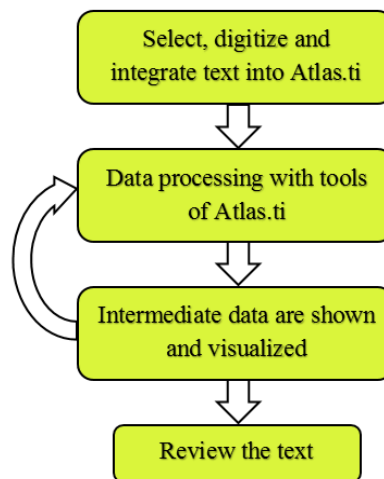 Select, digitize and
integrate text into Atlas.ti
Data processing with tools
of Atlas.ti
Intermediate data are shown
and visualized
Review the text